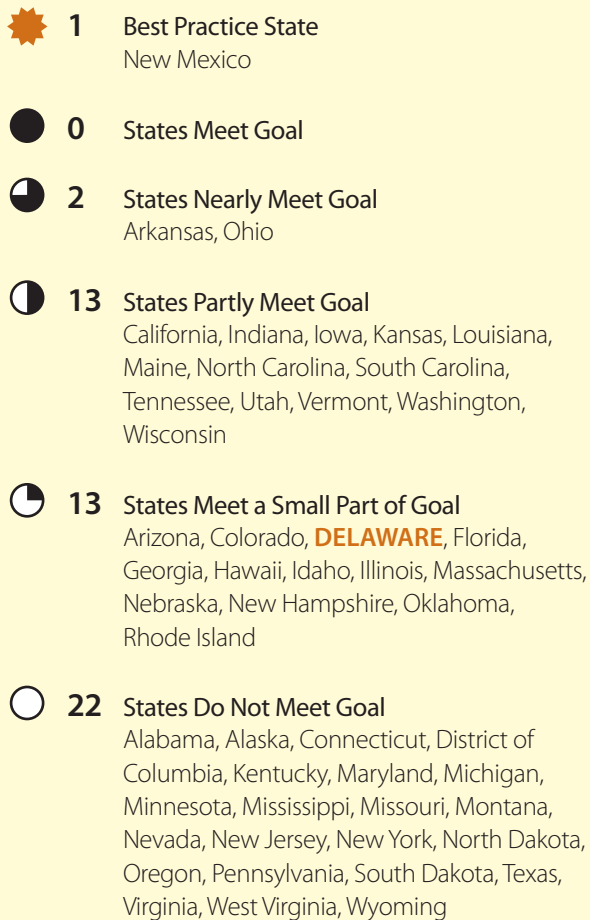 1 Best Practice State
New Mexico
0 States Meet Goal
2 States Nearly Meet Goal
Arkansas, Ohio
13 States Partly Meet Goal
California, Indiana, Iowa, Kansas, Louisiana,
Maine, North Carolina, South Carolina,
Tennessee, Utah, Vermont, Washington,
Wisconsin
13 States Meet a Small Part of Goal
Arizona, Colorado, DELAWARE, Florida,
Georgia, Hawaii, Idaho, Illinois, Massachusetts,
Nebraska, New Hampshire, Oklahoma,
Rhode Island
22 States Do Not Meet Goal
Alabama, Alaska, Connecticut, District of
Columbia, Kentucky, Maryland, Michigan,
Minnesota, Mississippi, Missouri, Montana,
Nevada, New Jersey, New York, North Dakota,
Oregon, Pennsylvania, South Dakota, Texas,
Virginia, West Virginia, Wyoming